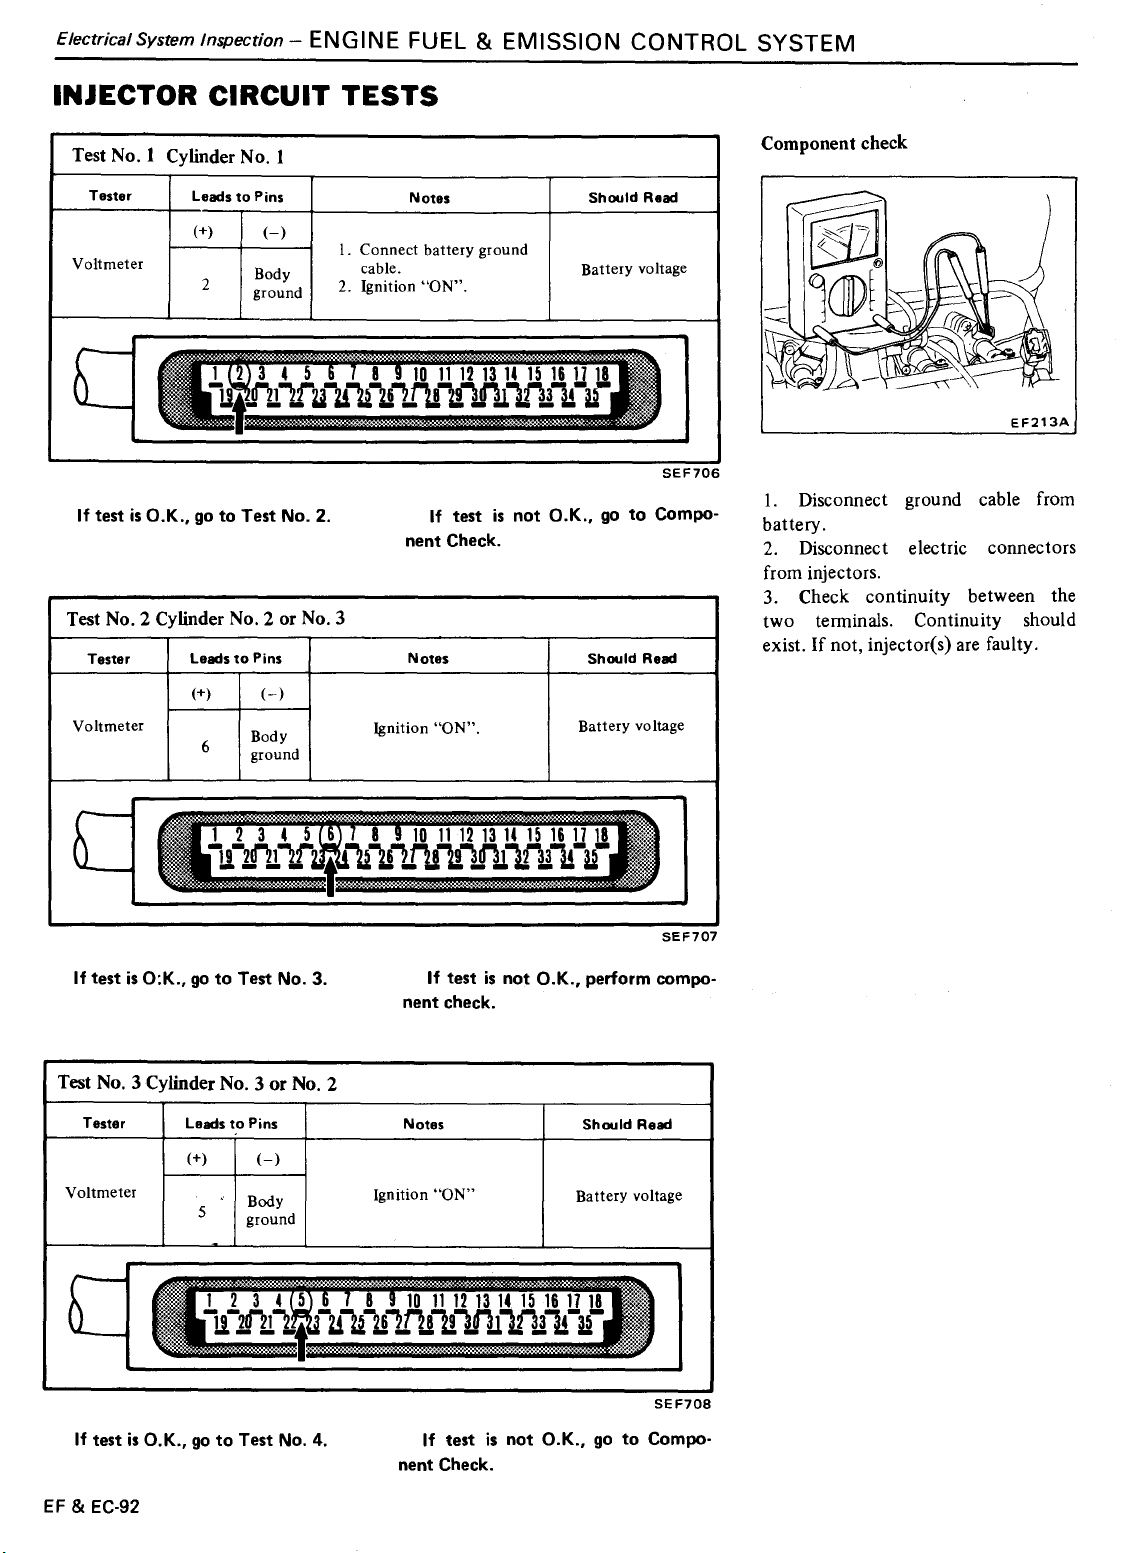 Electrical System Inspection – ENGINE FUEL & EMISSION CONTROL SYSTEM
INJECTOR CIRCUIT TESTS
Test No. 1 Cylinder No. 1
Tester Leads to Pins Notes Should Read
(+) (–)
Voltmeter
2
Body
ground
1. Connect battery ground
cable.
2. Ignition “ON”.
Battery voltage
1 2 3 4 5 6 7 8 9 10 11 12 13 14 15 16 17 18
19 20 21 22 23 24 25 26 27 28 29 30 31 32 33 34 35
SEF706
If test is O.K., go to Test No. 2.
If test is not O.K., go to Compo-
nent Check.
Test No. 2 Cylinder No. 2 or No. 3
Tester Leads to Pins Notes Should Read
(+) (–)
Voltmeter
6
Body
ground
Ignition “ON”.
Battery voltage
1 2 3 4 5 6 7 8 9 10 11 12 13 14 15 16 17 18
19 20 21 22 23 24 25 26 27 28 29 30 31 32 33 34 35
SEF707
If test is O:K., go to Test No. 3.
If test is not O.K., perform compo-
nent check.
Test No. 3 Cylinder No. 3 or No. 2
Tester Leads to Pins Notes Should Read
(+) (–)
Voltmeter
5
Body
ground
Ignition “ON”
Battery voltage
1 2 3 4 5 6 7 8 9 10 11 12 13 14 15 16 17 18
19 20 21 22 23 24 25 26 27 28 29 30 31 32 33 34 35
SEF708
If test is O.K., go to Test No. 4.
If test is not O.K., go to Compo-
nent Check.
Component check
EF213A
1. Disconnect ground cable from
battery.
2. Disconnect electric connectors
from injectors.
3. Check continuity between the
two terminals. Continuity should
exist. If not, injector(s) are faulty.
EF & EC-92